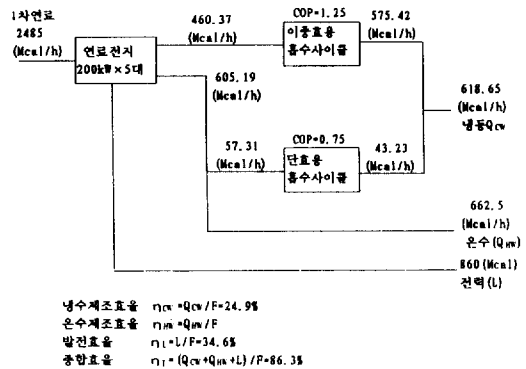 1차연료
2485
(Mcal/h)
연료전지
200kW×5대
460.37
(Mcal/h)
COP=1.25
이중효용
흡수사이클
575.42
(Mcal/h)
605.19
(Mcal/h)
618.65
(Mcal/h)
냉동Qcw
57.31
(Mcal/h)
COP=0.75
단효용
흡수사이클
43.23
(Mcal/h)
662.5
(Mcal/h)
온수(QHW)
860(Mcal)
전력(L)
냉수제조효율 ηcw=Qcw/F=24.9%
온수제조효율 ηHW=QHW/F
발전효율 ηL=L/F=34.6%
종합효율 ηT=(Qcw+QHW+L)/F=86.3%